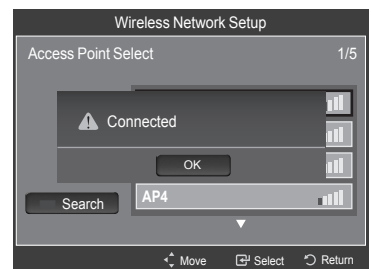 Wireless Network Setup
Access Point Select 1/5
Connected
OK
Search
AP4
Move Select Return